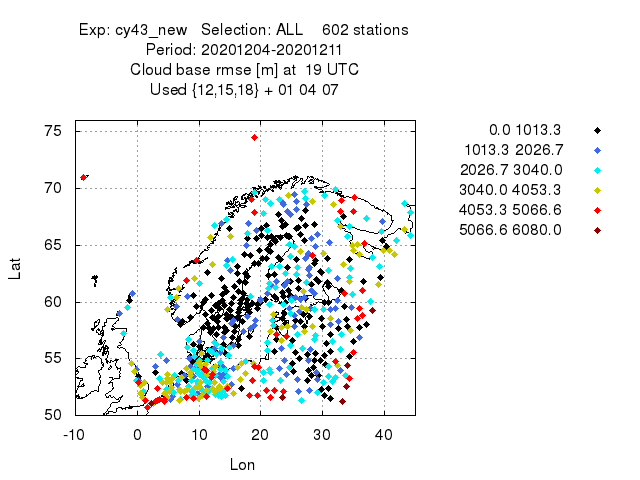 Exp: cy43_new   Selection: ALL    602 stations
Period: 20201204-20201211
Cloud base rmse [m] at  19 UTC
Used {12,15,18} + 01 04 07
75
70
65
60
55
50
Lat
-10 0 10 20 30 40
Lon
0.0 1013.3
1013.3 2026.7
2026.7 3040.0
3040.0 4053.3
4053.3 5066.6
5066.6 6080.0